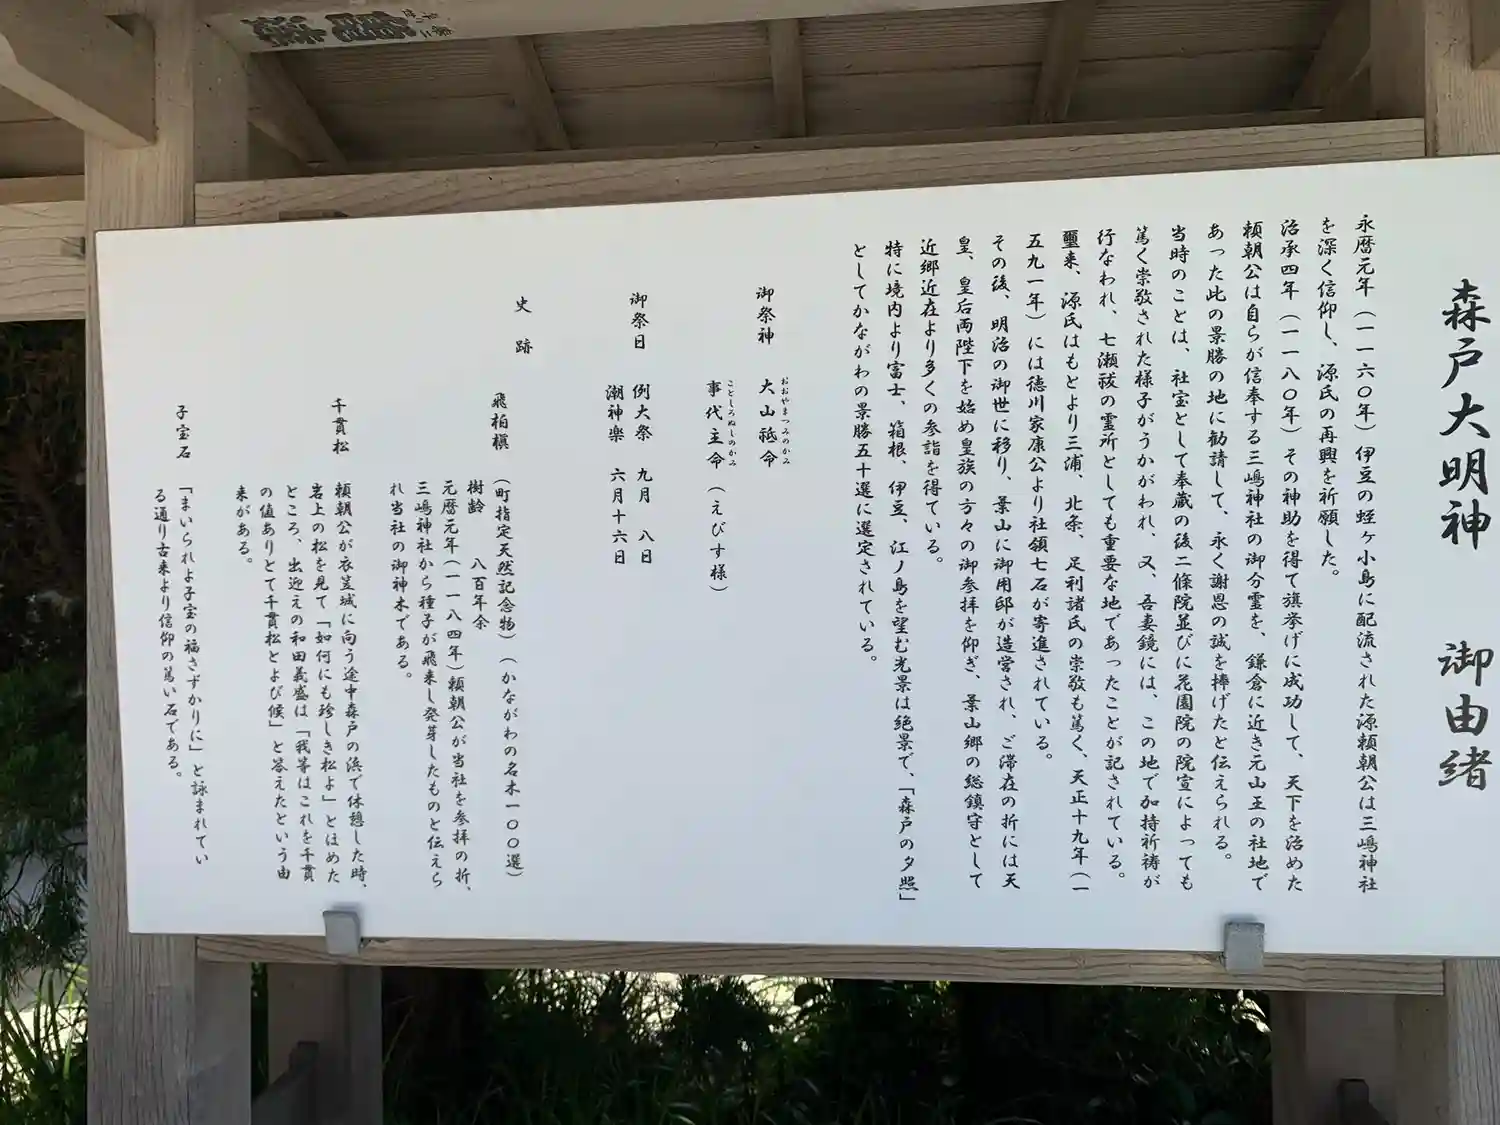 森戸大明神 御由緒
永暦元年(一一六〇年)伊豆の蛭ヶ小島に配流された源頼朝公は三嶋神社
を深く信仰し、源氏の再興を祈願した。
治承四年(一一八〇年)その神助を得て旗挙げに成功して、天下を治めた
頼朝公は自らが信奉する三嶋神社の御分霊を、鎌倉に近き元山王の社地で
あった此の景勝の地に勧請して、永く謝恩の誠を捧げたと伝えられる。
当時のことは、社宝として奉蔵の後二條院並びに花園院の院宣によっても
篤く崇敬された様子がうかがわれ、又、吾妻鏡には、この地で加持祈祷が
行なわれ、七瀬祓の霊所としても重要な地であったことが記されている。
爾来、源氏はもとより三浦、北条、足利諸氏の崇敬も篤く、天正十九年(一
五九一年)には徳川家康公より社領七石が寄進されている。
その後、明治の御世に移り、葉山に御用邸が造営され、ご滞在の折には天
皇、皇后両陛下を始め皇族の方々の御参拝を仰ぎ、葉山郷の総鎮守として
近郷近在より多くの参詣を得ている。
特に境内より富士、箱根、伊豆、江ノ島を望む光景は絶景で、「森戸の夕照」
としてかながわの景勝五十選に選定されている。
御祭神 大山祗命
おおやまつみのかみ
事代主命(えびす様)
ことしろぬしのかみ
御祭日 例大祭 九月 八日
潮神楽 六月十六日
史 跡
飛柏槇 (町指定天然記念物)(かながわの名木一〇〇選)
樹齢 八百年余
元暦元年(一一八四年)頼朝公が当社を参拝の折、
三嶋神社から種子が飛来し発芽したものと伝えら
れ当社の御神木である。
千貫松 頼朝公が衣笠城に向う途中森戸の浜で休憩した時、
岩上の松を見て「如何にも珍しき松よ」とほめた
ところ、出迎えの和田義盛は「我等はこれを千貫
の値ありとて千貫松とよび候」と答えたという由
来がある。
子宝石 「まいられよ子宝の福さずかりに」と詠まれてい
る通り古来より信仰の篤い石である。